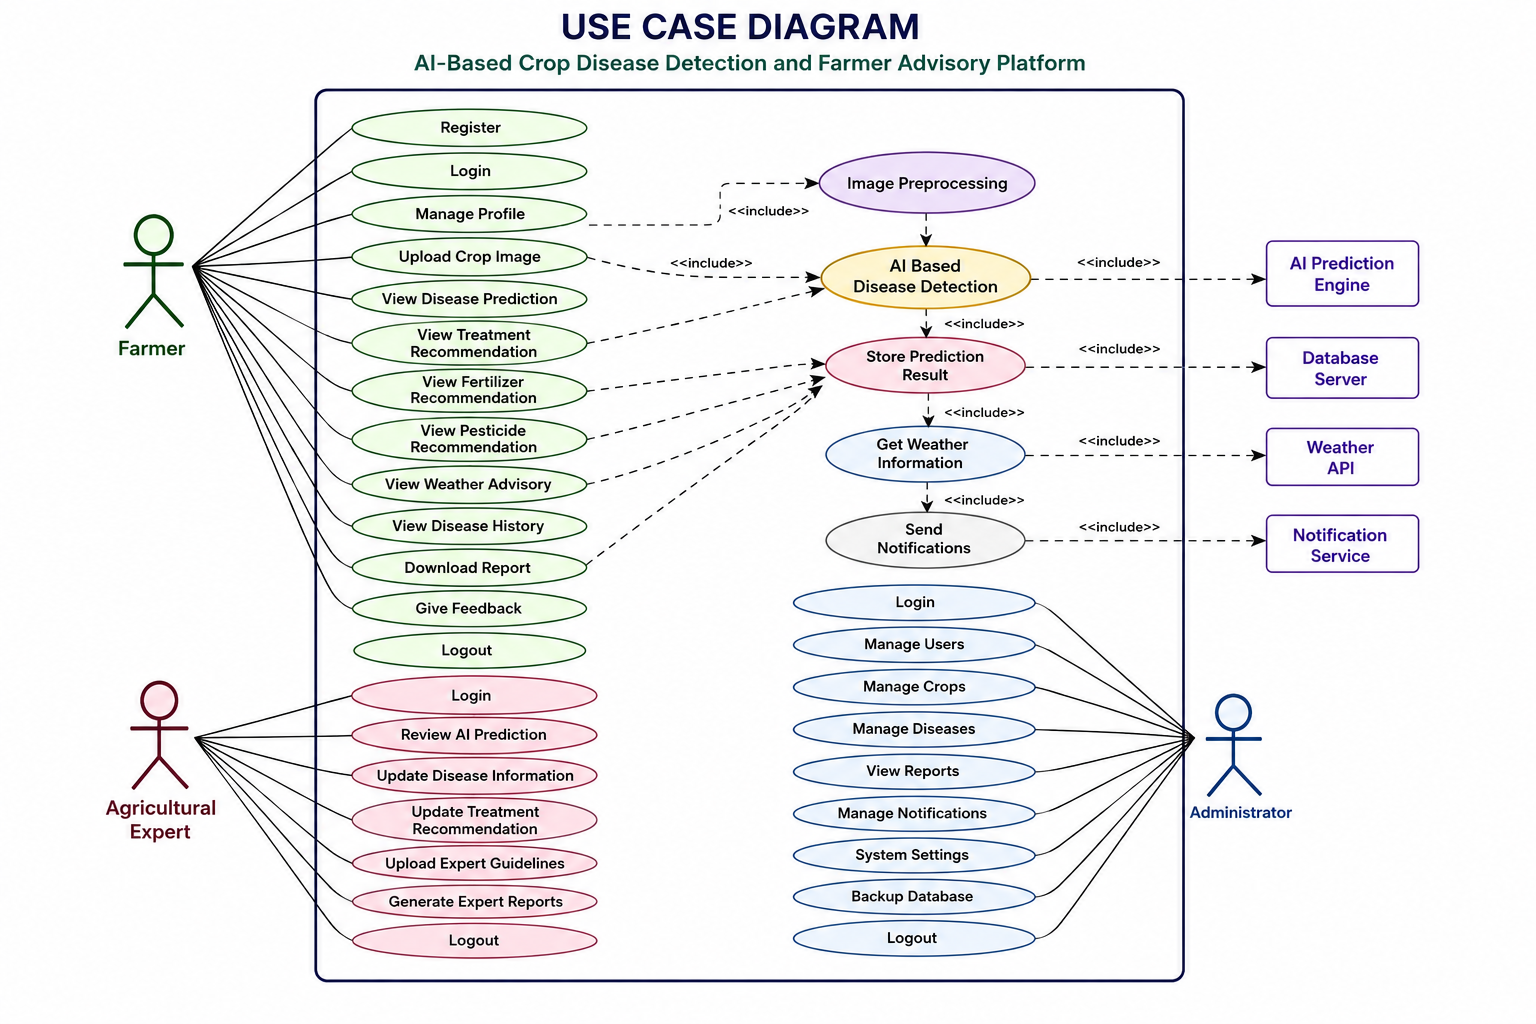 USE CASE DIAGRAM
AI-Based Crop Disease Detection and Farmer Advisory Platform
Farmer
Register
Login
Manage Profile
Upload Crop Image
View Disease Prediction
View Treatment
Recommendation
View Fertilizer
Recommendation
View Pesticide
Recommendation
View Weather Advisory
View Disease History
Download Report
Give Feedback
Logout
Agricultural
Expert
Login
Review AI Prediction
Update Disease Information
Update Treatment
Recommendation
Upload Expert Guidelines
Generate Expert Reports
Logout
<<include>>
<<include>>
Image Preprocessing
AI Based
Disease Detection
<<include>>
Store Prediction
Result
<<include>>
Get Weather
Information
<<include>>
Send
Notifications
<<include>>
<<include>>
<<include>>
<<include>>
AI Prediction
Engine
Database
Server
Weather
API
Notification
Service
Login
Manage Users
Manage Crops
Manage Diseases
View Reports
Manage Notifications
System Settings
Backup Database
Logout
Administrator